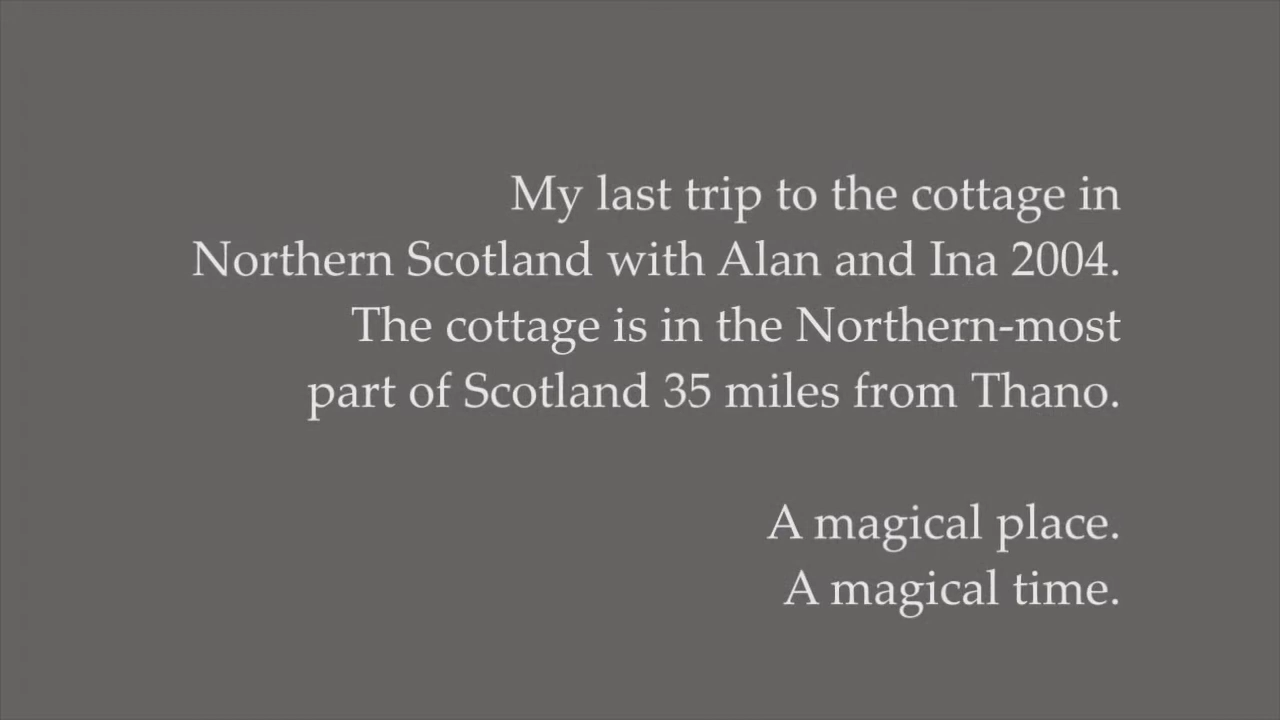 My last trip to the cottage in
Northern Scotland with Alan and Ina 2004.
The cottage is in the Northern-most
part of Scotland 35 miles from Thano.
A magical place.
A magical time.